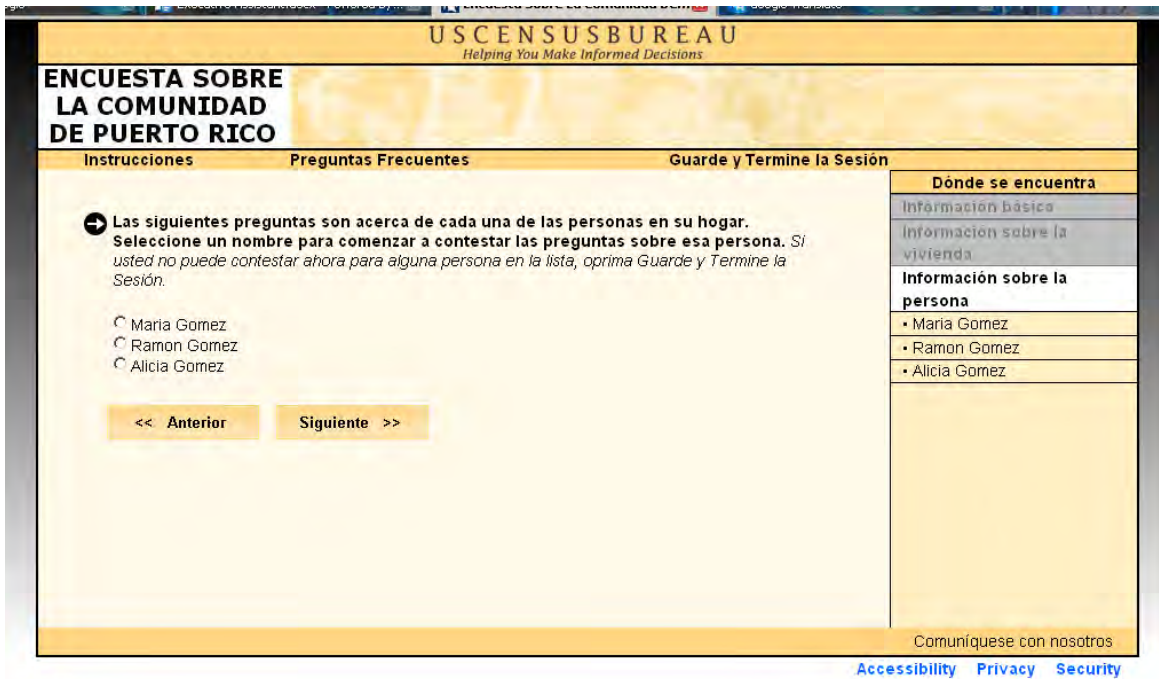 USCENSUSBUREAU
Helping You Make Informed Decisions
ENCUESTA SOBRE
LA COMUNIDAD
DE PUERTO RICO
Instrucciones Preguntas Frecuentes Guarde y Termine la Sesión
Dónde se encuentra
Información básica
Información sobre la
vivienda
Información sobre la
persona
• Maria Gomez
• Ramon Gomez
• Alicia Gomez
Las siguientes preguntas son acerca de cada una de las personas en su hogar.
Seleccione un nombre para comenzar a contestar las preguntas sobre esa persona. Sí
usted no puede contestar ahora para alguna persona en la lista, oprima Guarde y Termine la
Sesión.
Maria Gomez
Ramon Gomez
Alicia Gomez
<< Anterior Siguiente >>
Comuníquese con nosotros
Accessibility Privacy Security